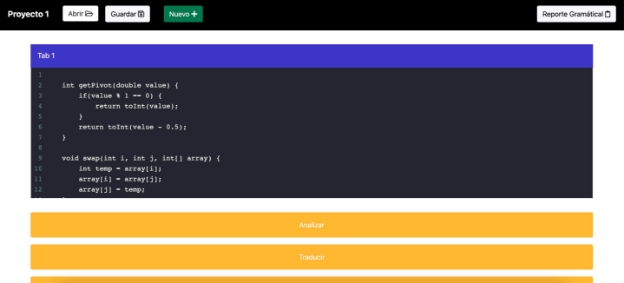 Proyecto 1 Abrir Guardar Nuevo + Reporte Gramátical
Tab 1
1
2 int getPivot(double value) {
3 if(value % 1 == 0) {
4 return toInt(value);
5 }
6 return toInt(value - 0.5);
7 }
8
9 void swap(int i, int j, int[] array) {
10 int temp = array[i];
11 array[i] = array[j];
12 array[j] = temp;
Analizar
Traducir